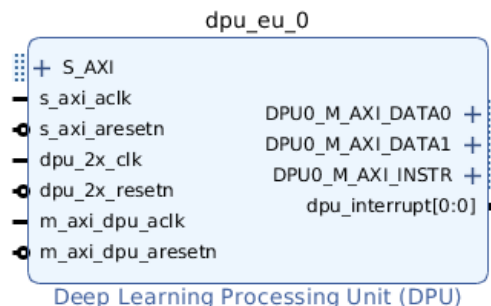 dpu_eu_0
+ S_AXI
s_axi_aclk
s_axi_aresetn
dpu_2x_clk
dpu_2x_resetn
m_axi_dpu_aclk
m_axi_dpu_aresetn
DPU0_M_AXI_DATA0 +
DPU0_M_AXI_DATA1 +
DPU0_M_AXI_INSTR +
dpu_interrupt[0:0]
Deep Learning Processing Unit (DPU)